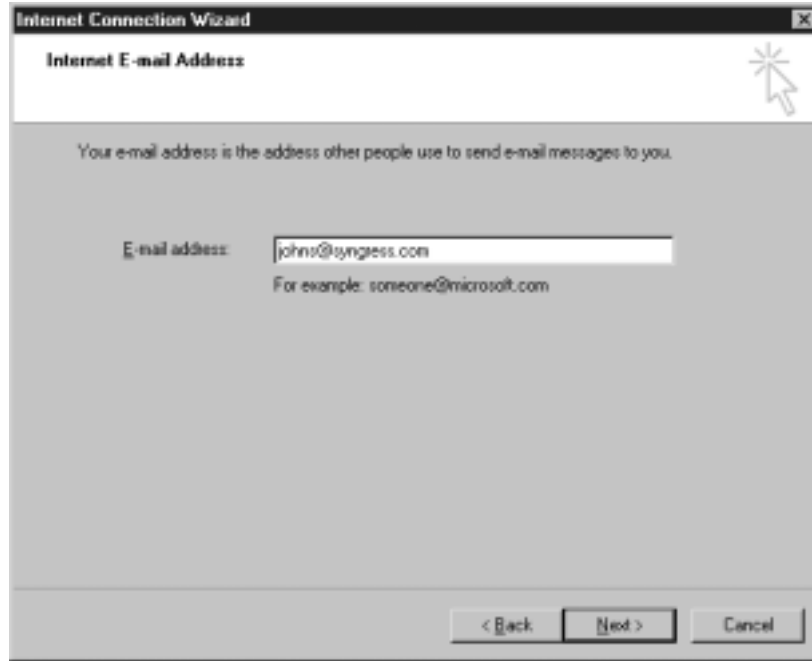 Internet Connection Wizard
Internet E-mail Address
Your e-mail address is the address other people use to send e-mail messages to you.
E-mail address: johns@syngress.com
For example: someone@microsoft.com
< Back Next > Cancel